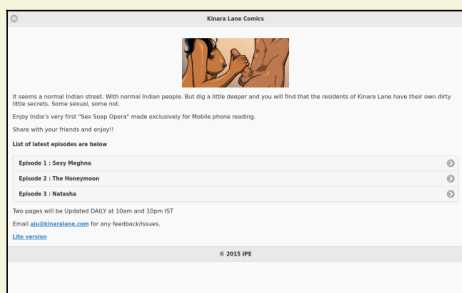 Kinara Lane Comics
It seems a normal Indian street. With normal Indian people. But dig a little deeper and you will find that the residents of Kinara Lane have their own dirty
little secrets. Some sexual, some not.
Enjoy India's very first "Sex Soap Opera" made exclusively for Mobile phone reading.
Share with your friends and enjoy!!
List of latest episodes are below
Episode 1 : Sexy Meghna
Episode 2 : The Honeymoon
Episode 3 : Natasha
Two pages will be Updated DAILY at 10am and 10pm IST
Email aju@kinaralane.com for any feedback/issues.
Lite version
© 2015 IPE